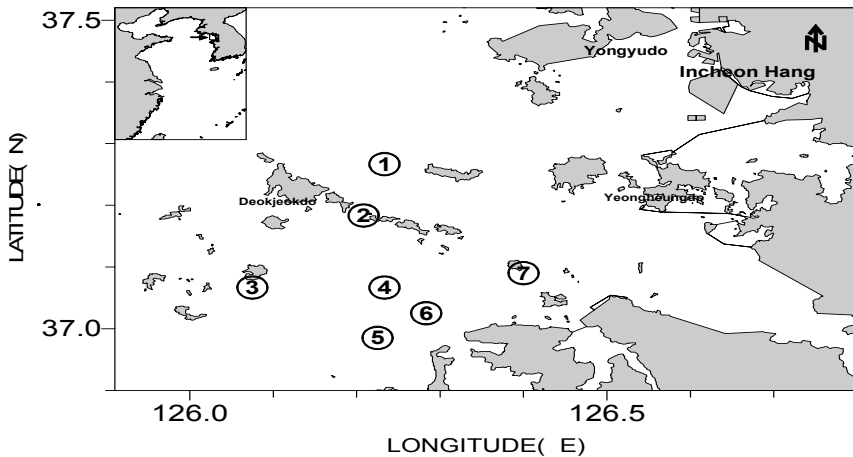 37.5
Yongyudo
N
Incheon Hang
1
Deokjeokdo
Yeongheungdo
2
LATITUDE( N)
7
3
4
6
37.0
5
126.0
126.5
LONGITUDE( E)